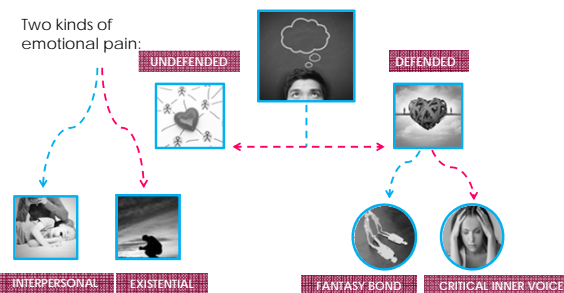 Two kinds of
emotional pain:
UNDEFENDED
DEFENDED
INTERPERSONAL
EXISTENTIAL
FANTASY BOND
CRITICAL INNER VOICE